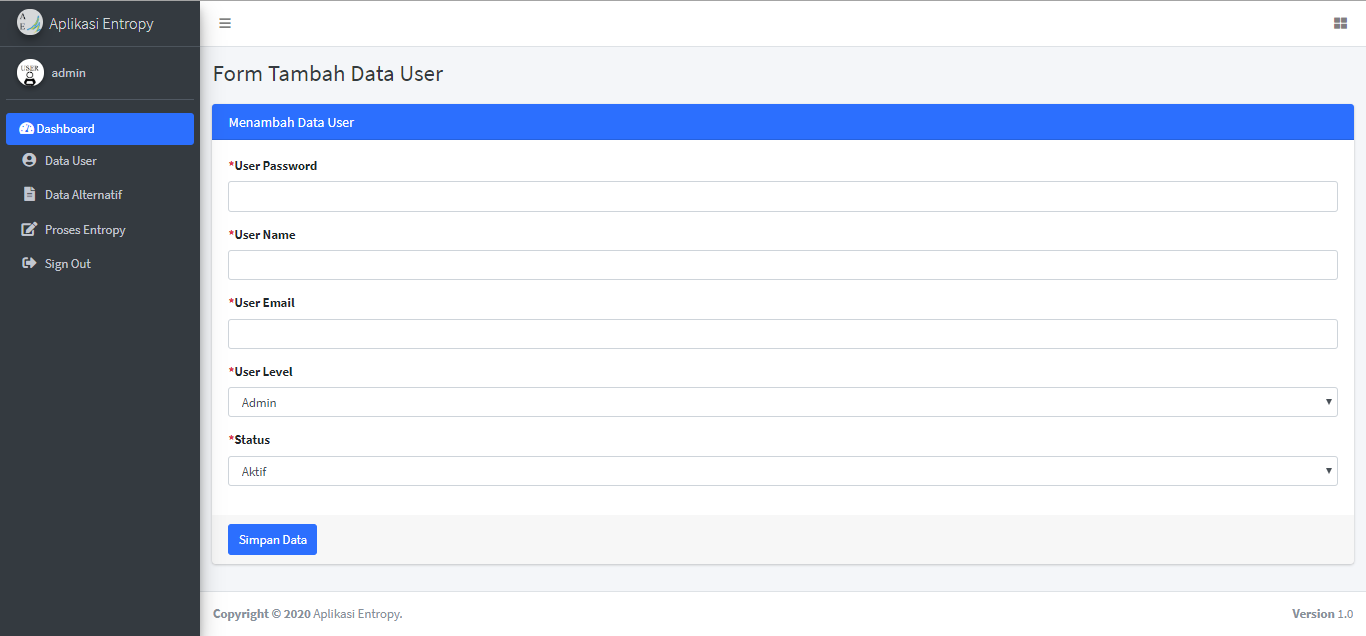 Aplikasi Entropy
admin
Dashboard
Data User
Data Alternatif
Proses Entropy
Sign Out
Form Tambah Data User
Menambah Data User
*User Password
*User Name
*User Email
*User Level
Admin
*Status
Aktif
Simpan Data
Copyright © 2020 Aplikasi Entropy.
Version 1.0